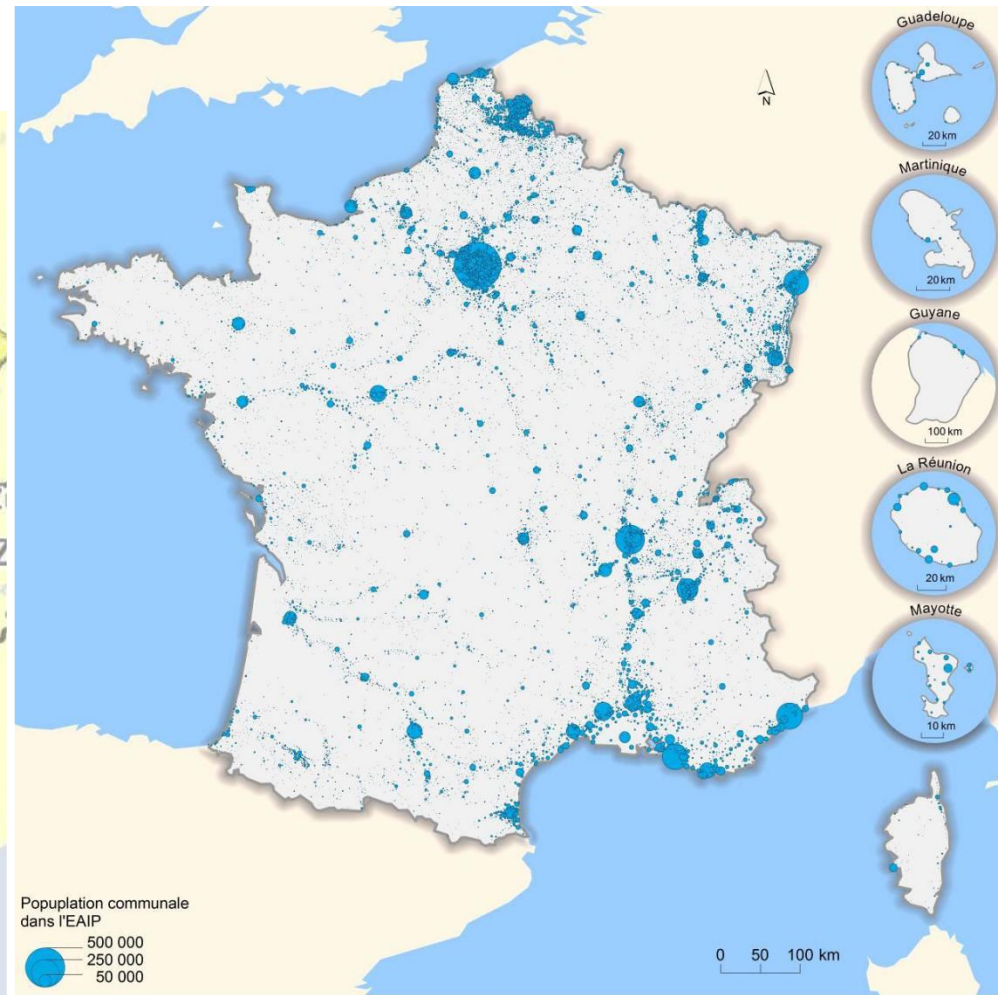 Guadeloupe
20 km
N
Martinique
20 km
Guyane
100 km
La Réunion
20 km
Mayotte
10 km
Popuplation communale
dans l'EAIP
500 000
250 000
50 000
0 50 100 km